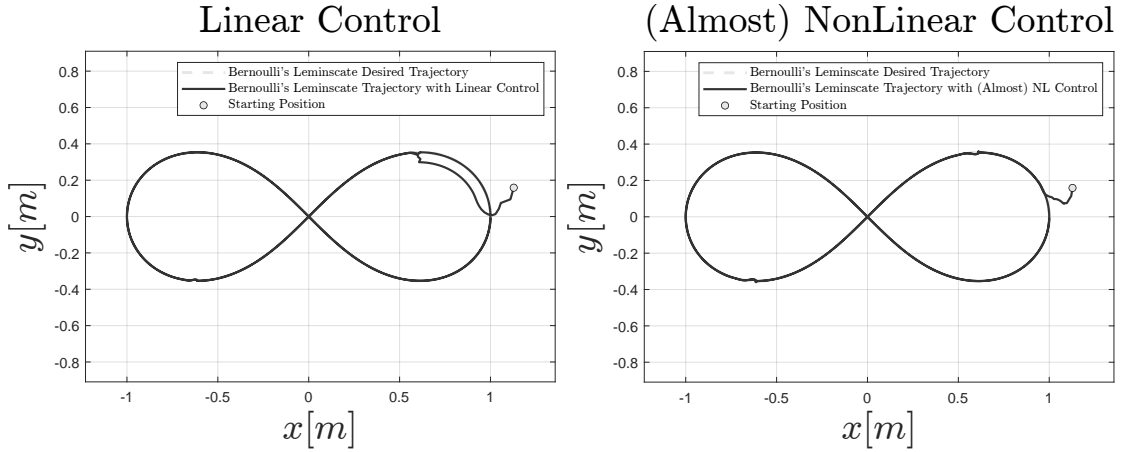 Linear Control
Bernoulli's Leminscate Desired Trajectory
Bernoulli's Leminscate Trajectory with Linear Control
Starting Position
0.8
0.6
0.4
0.2
0
-0.2
-0.4
-0.6
-0.8
y[m]
-1
-0.5
0
0.5
1
x[m]
(Almost) NonLinear Control
Bernoulli's Leminscate Desired Trajectory
Bernoulli's Leminscate Trajectory with (Almost) NL Control
Starting Position
0.8
0.6
0.4
0.2
0
-0.2
-0.4
-0.6
-0.8
y[m]
-1
-0.5
0
0.5
1
x[m]